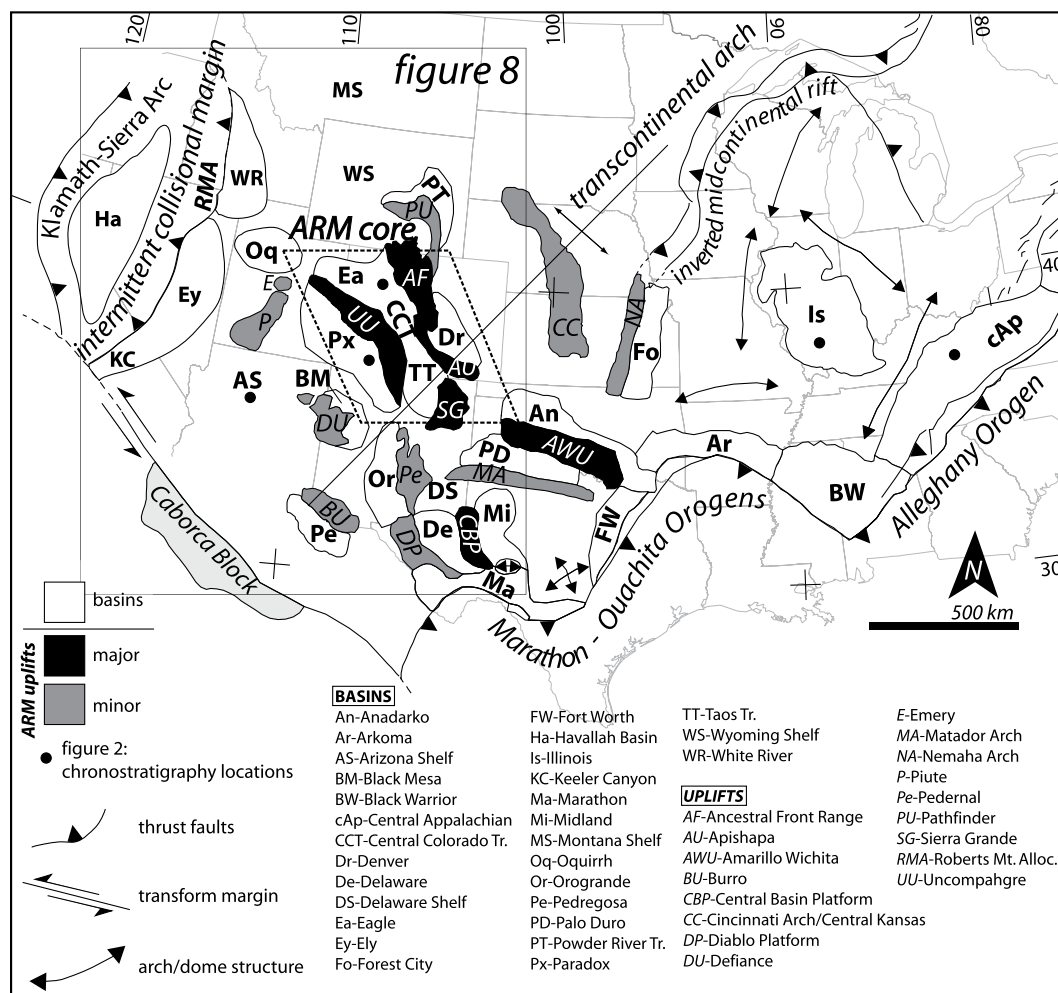 120
110
100
90
80
figure 8
MS
transcontinental arch
inverted midcontinental rift
Klamath-Sierra Arc
intermittent collisional margin
RMA
WR
WS
PT
PU
Ha
ARM core
Oq
Ea
AF
E
Ey
P
UU
CCT
CC
NA
40
Is
cAp
Px
Dr
Fo
KC
TT
AU
AS
BM
DU
SG
An
Alleghany Orogen
PD
AWU
Ar
Or
Pe
MA
BW
DS
Caborca Block
BU
Pe
De
CBP
Mi
FW
DP
Marathon - Ouachita Orogens
Ma
30
N
500 km
basins
ARM uplifts
major
minor
figure 2:
chronostratigraphy locations
thrust faults
transform margin
arch/dome structure
BASINS
An-Anadarko
Ar-Arkoma
AS-Arizona Shelf
BM-Black Mesa
BW-Black Warrior
cAp-Central Appalachian
CCT-Central Colorado Tr.
Dr-Denver
De-Delaware
DS-Delaware Shelf
Ea-Eagle
Ey-Ely
Fo-Forest City
FW-Fort Worth
Ha-Havallah Basin
Is-Illinois
KC-Keeler Canyon
Ma-Marathon
Mi-Midland
MS-Montana Shelf
Oq-Oquirrh
Or-Orogrande
Pe-Pedregosa
PD-Palo Duro
PT-Powder River Tr.
Px-Paradox
TT-Taos Tr.
WS-Wyoming Shelf
WR-White River
UPLIFTS
AF-Ancestral Front Range
AU-Apishapa
AWU-Amarillo Wichita
BU-Burro
CBP-Central Basin Platform
CC-Cincinnati Arch/Central Kansas
DP-Diablo Platform
DU-Defiance
E-Emery
MA-Matador Arch
NA-Nemaha Arch
P-Piute
Pe-Pedernal
PU-Pathfinder
SG-Sierra Grande
RMA-Roberts Mt. Alloc.
UU-Uncompahgre